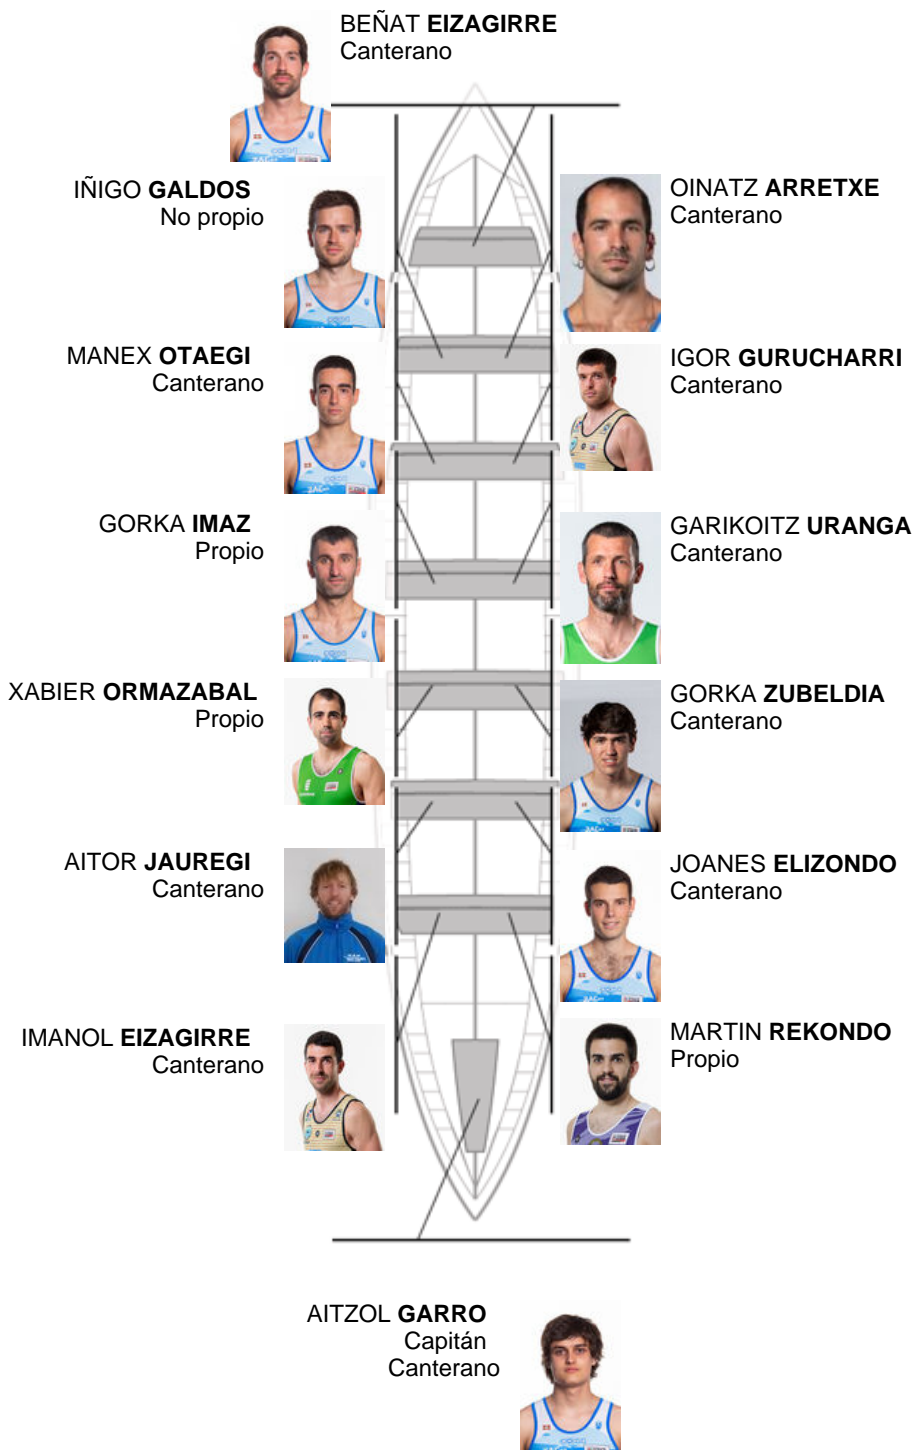 BEÑAT EIZAGIRRE
Canterano
IÑIGO GALDOS
No propio
OINATZ ARRETXE
Canterano
MANEX OTAEGI
Canterano
IGOR GURUCHARRI
Canterano
GORKA IMAZ
Propio
GARIKOITZ URANGA
Canterano
XABIER ORMAZABAL
Propio
GORKA ZUBELDIA
Canterano
AITOR JAUREGI
Canterano
JOANES ELIZONDO
Canterano
IMANOL EIZAGIRRE
Canterano
MARTIN REKONDO
Propio
AITZOL GARRO
Capitán
Canterano